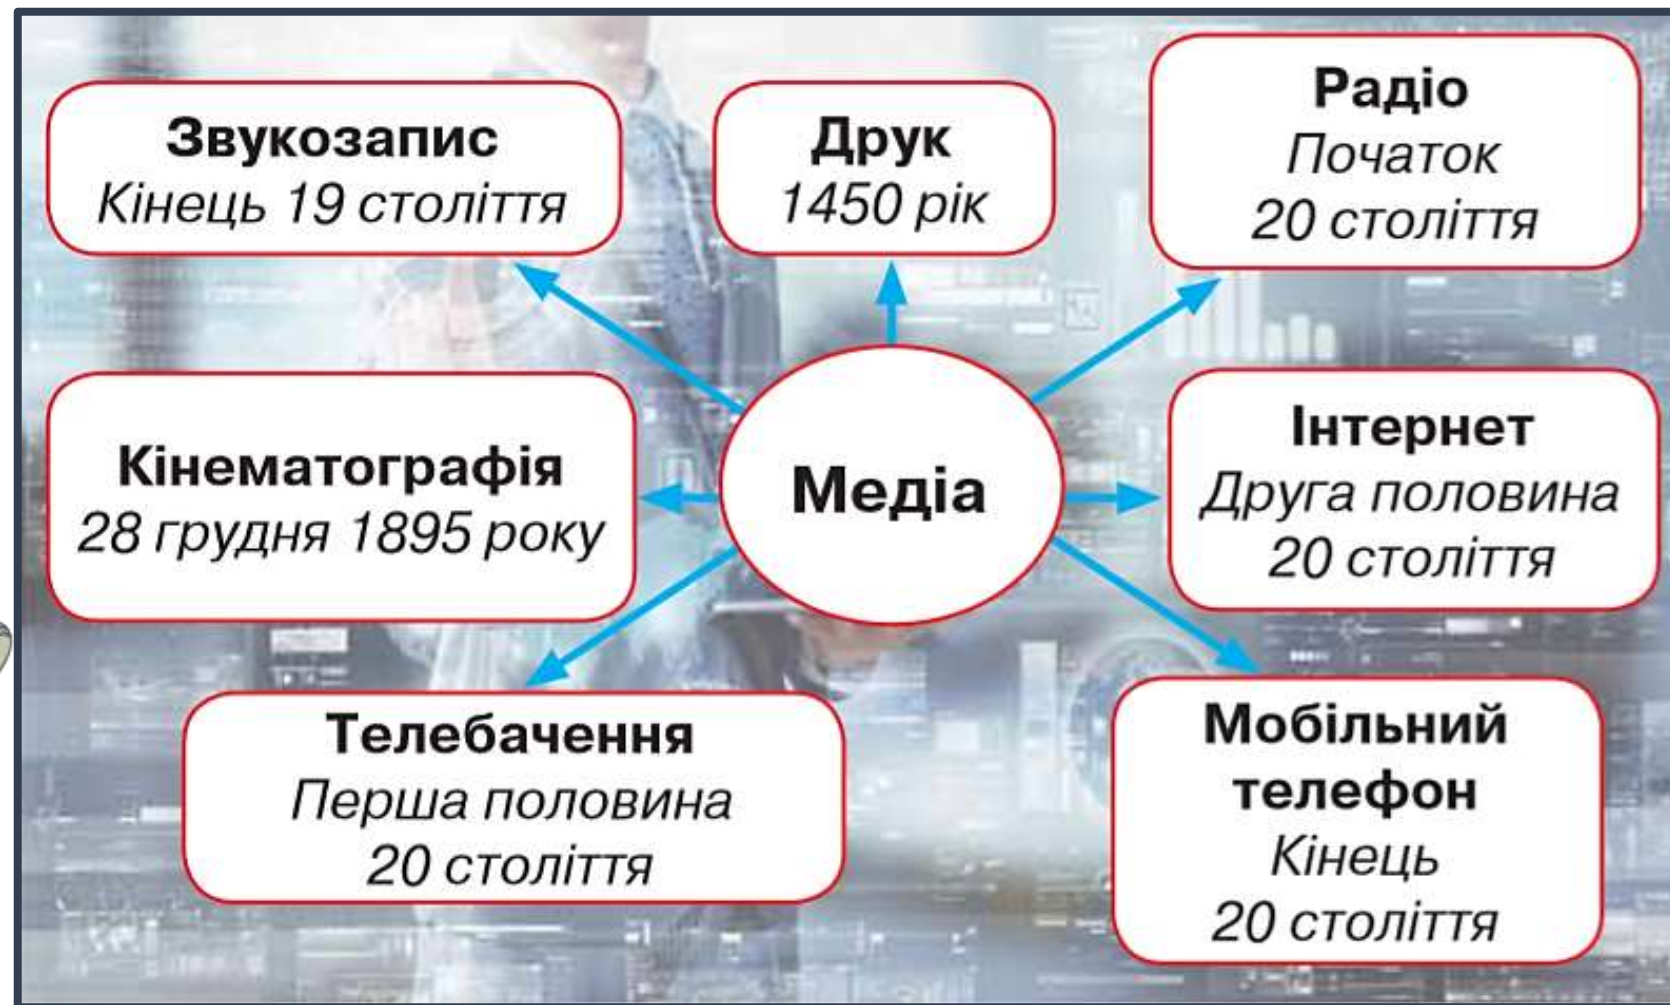 Звукозапис
Кінець 19 століття
Друк
1450 рік
Радіо
Початок
20 століття
Кінематографія
28 грудня 1895 року
Медіа
Інтернет
Друга половина
20 століття
Телебачення
Перша половина
20 століття
Мобільний
телефон
Кінець
20 століття